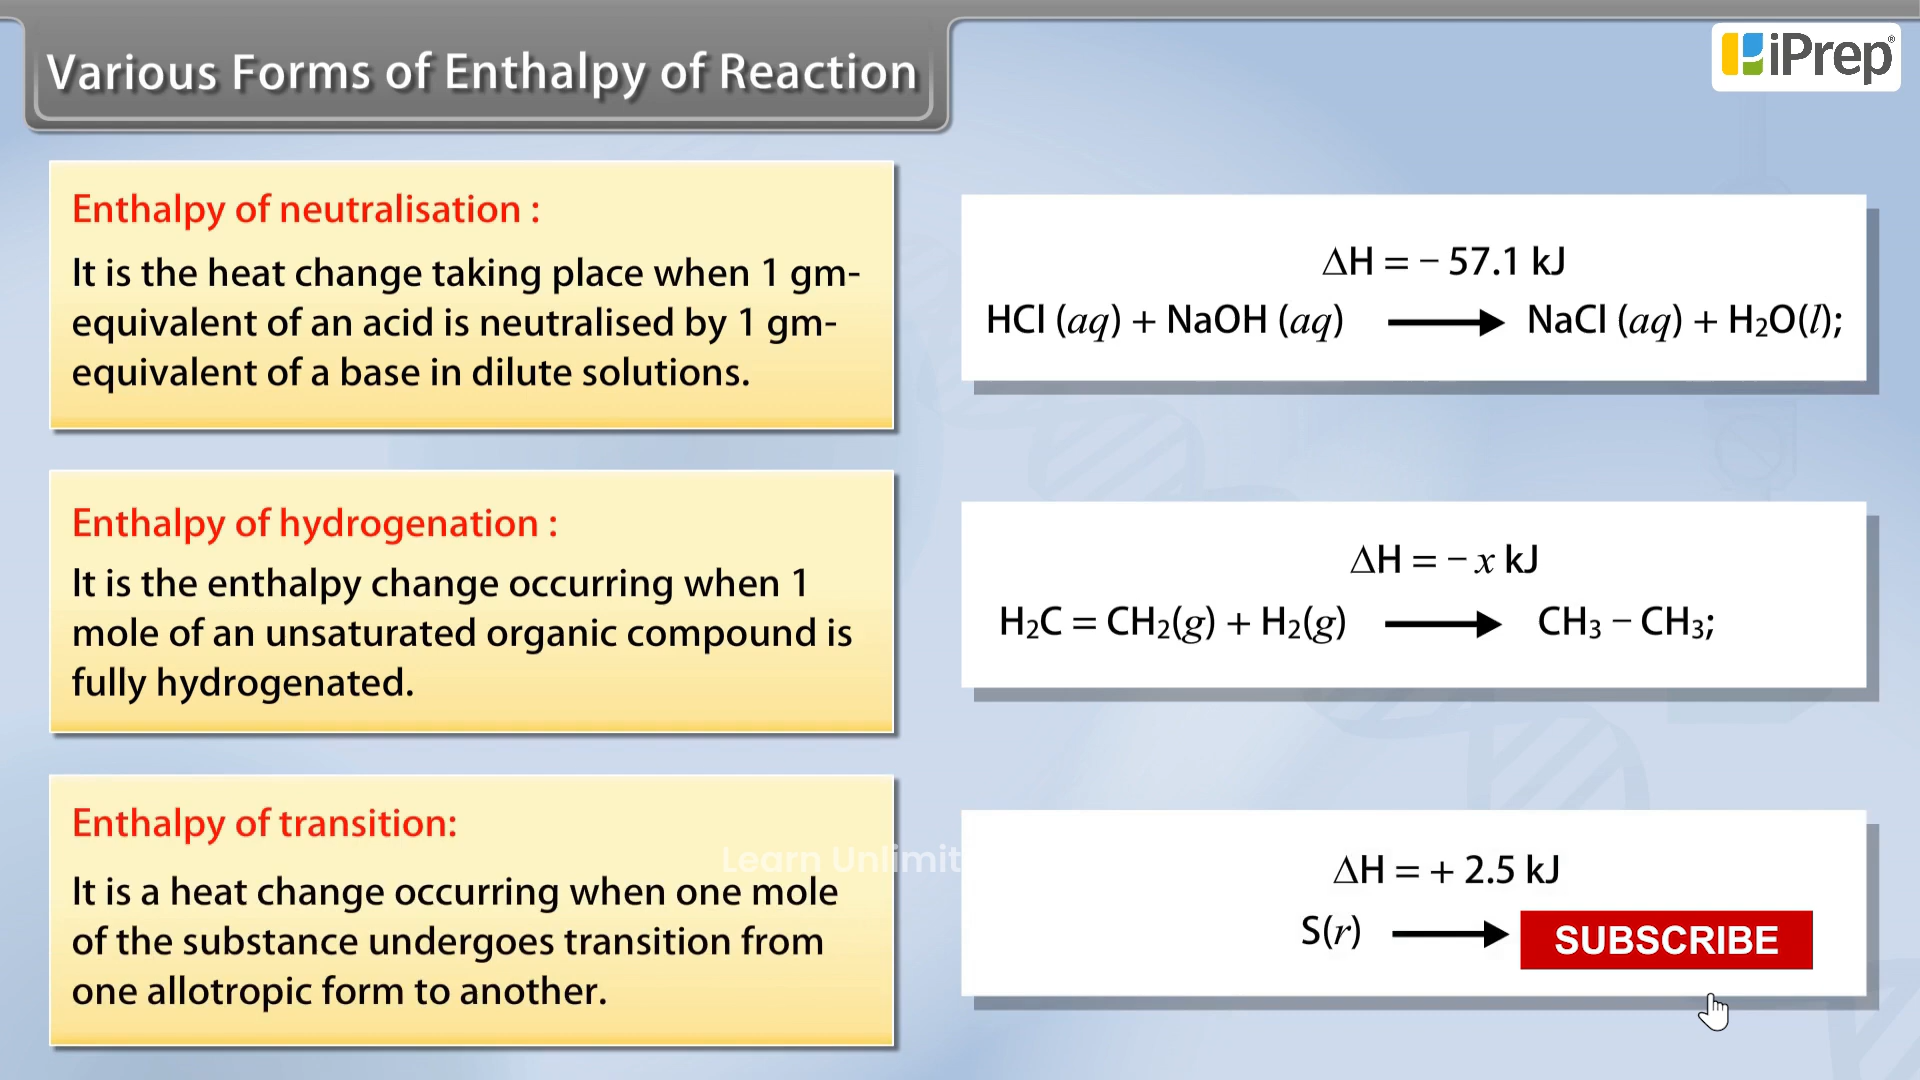 Various Forms of Enthalpy of Reaction
iPrep®
Enthalpy of neutralisation :
It is the heat change taking place when 1 gm-
equivalent of an acid is neutralised by 1 gm-
equivalent of a base in dilute solutions.
ΔH = – 57.1 kJ
HCl (aq) + NaOH (aq) ⟶ NaCl (aq) + H₂O(l);
Enthalpy of hydrogenation :
It is the enthalpy change occurring when 1
mole of an unsaturated organic compound is
fully hydrogenated.
ΔH = – x kJ
H₂C = CH₂(g) + H₂(g) ⟶ CH₃ – CH₃;
Enthalpy of transition:
It is a heat change occurring when one mole
of the substance undergoes transition from
one allotropic form to another.
Learn Unlimit
ΔH = + 2.5 kJ
S(r) ⟶
SUBSCRIBE